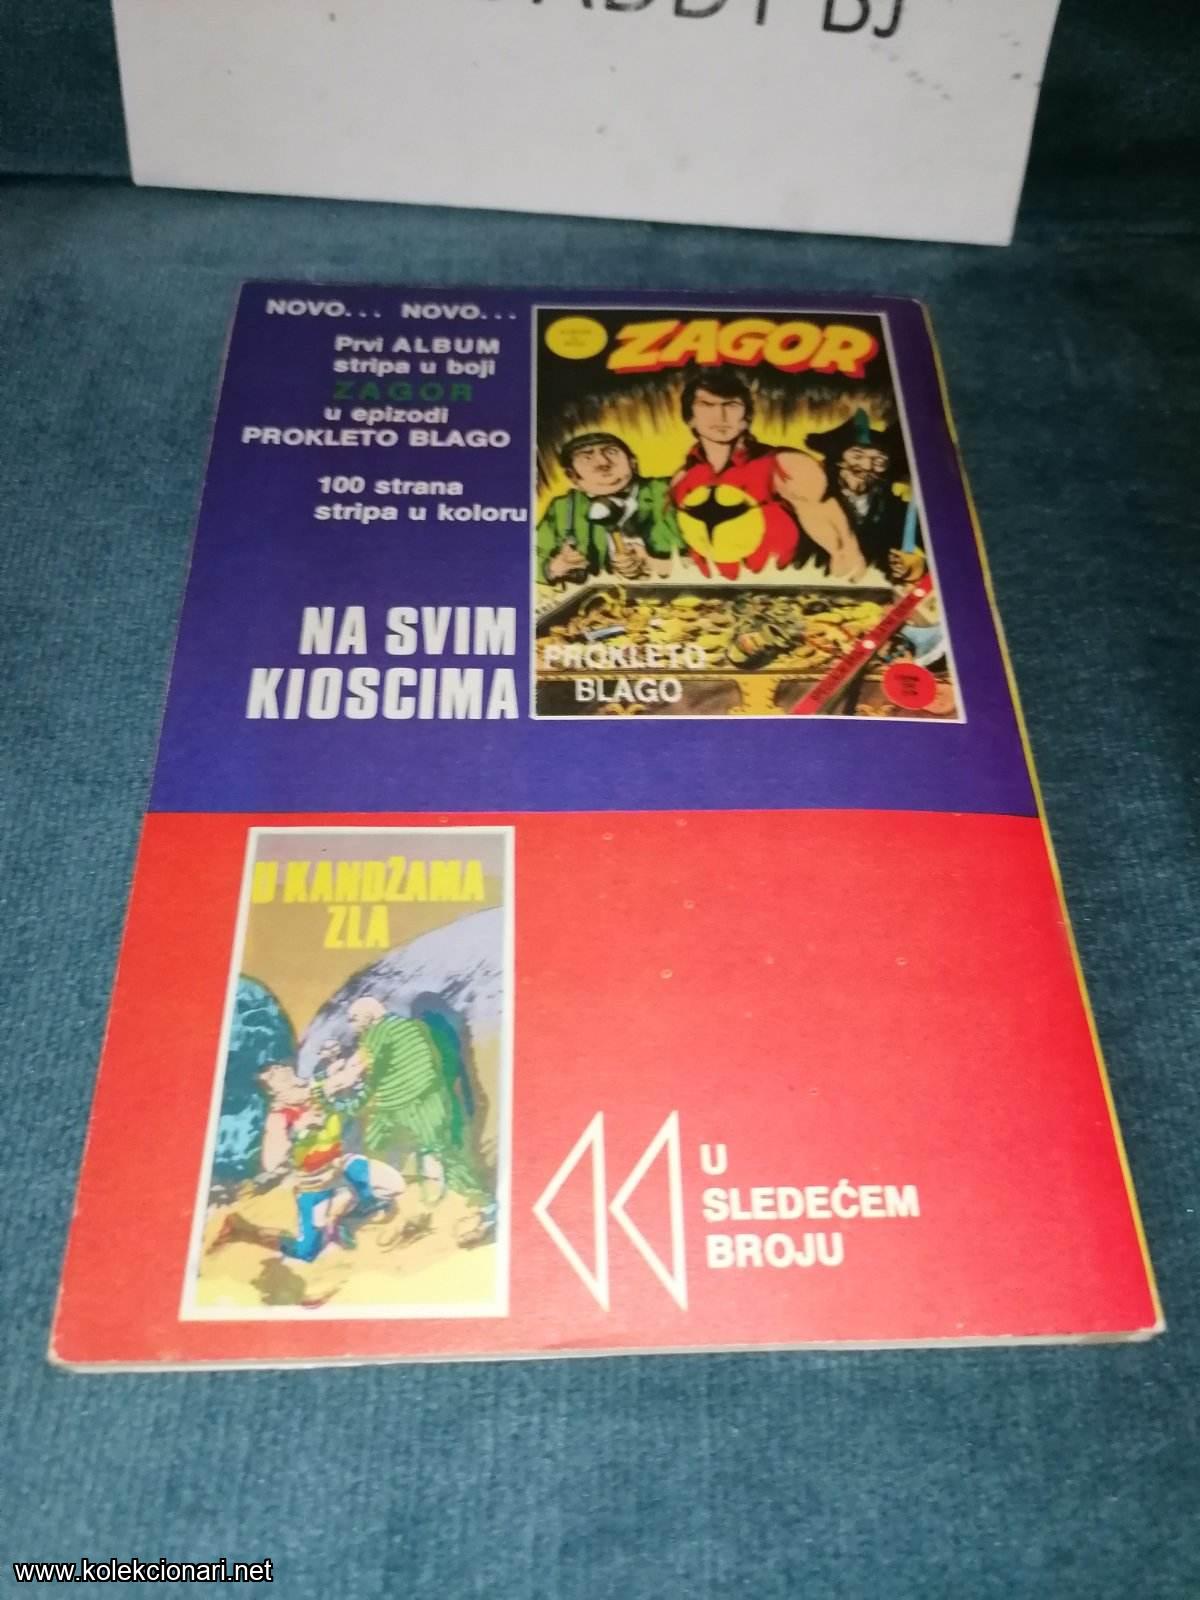 BJ
NOVO... NOVO...
Prvi ALBUM
stripa u boji
ZAGOR
u epizodi
PROKLETO BLAGO
100 strana
stripa u koloru
NA SVIM
KIOSCIMA
ZAGOR
PROKLETO
BLAGO
U KANDŽAMA
ZLA
U
SLEDEĆEM
BROJU
www.kolekcionari.net